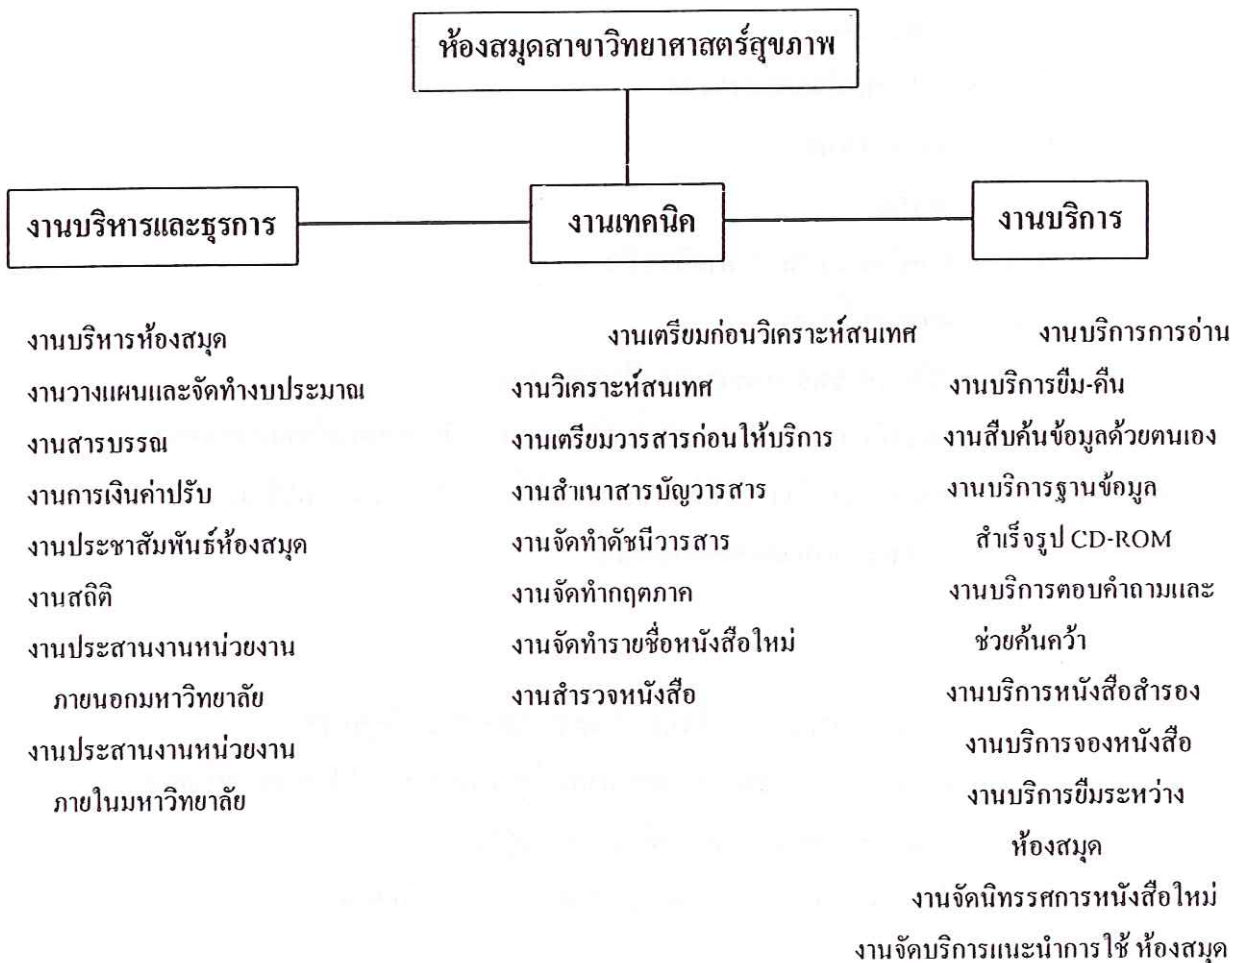 ห้องสมุดสาขาวิทยาศาสตร์สุขภาพ
งานบริหารและธุรการ
งานเทคนิค
งานบริการ
งานบริหารห้องสมุด
งานวางแผนและจัดทำงบประมาณ
งานสารบรรณ
งานการเงินค่าปรับ
งานประชาสัมพันธ์ห้องสมุด
งานสถิติ
งานประสานงานหน่วยงาน
ภายนอกมหาวิทยาลัย
งานประสานงานหน่วยงาน
ภายในมหาวิทยาลัย
งานเตรียมก่อนวิเคราะห์สนเทศ
งานวิเคราะห์สนเทศ
งานเตรียมวารสารก่อนให้บริการ
งานสำเนาสารบัญวารสาร
งานจัดทำดัชนีวารสาร
งานจัดทำกฤตภาค
งานจัดทำรายชื่อหนังสือใหม่
งานสำรวจหนังสือ
งานบริการการอ่าน
งานบริการยืม-คืน
งานสืบค้นข้อมูลด้วยตนเอง
งานบริการฐานข้อมูล
สำเร็จรูป CD-ROM
งานบริการตอบคำถามและ
ช่วยค้นคว้า
งานบริการหนังสือสำรอง
งานบริการจองหนังสือ
งานบริการยืมระหว่าง
ห้องสมุด
งานจัดนิทรรศการหนังสือใหม่
งานจัดบริการแนะนำการใช้ ห้องสมุด